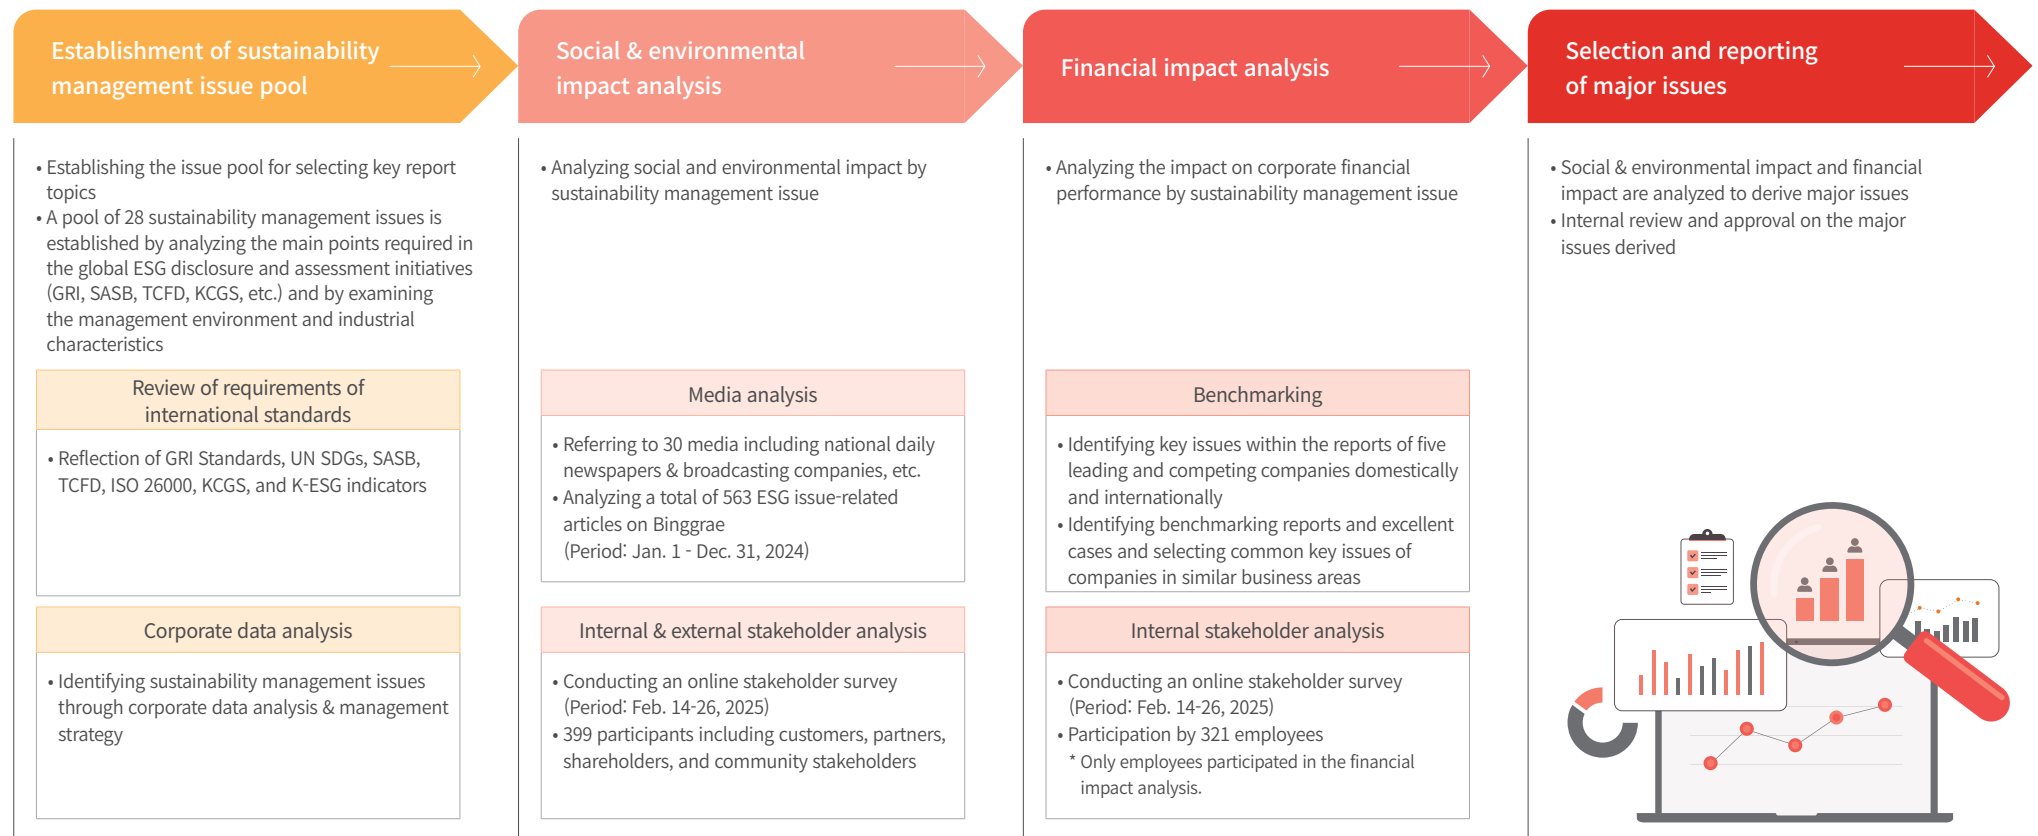 Establishment of sustainability
management issue pool
Social & environmental
impact analysis
Financial impact analysis
Selection and reporting
of major issues
• Establishing the issue pool for selecting key report
topics
• A pool of 28 sustainability management issues is
established by analyzing the main points required in
the global ESG disclosure and assessment initiatives
(GRI, SASB, TCFD, KCGS, etc.) and by examining
the management environment and industrial
characteristics
Review of requirements of
international standards
• Reflection of GRI Standards, UN SDGs, SASB,
TCFD, ISO 26000, KCGS, and K-ESG indicators
Corporate data analysis
• Identifying sustainability management issues
through corporate data analysis & management
strategy
• Analyzing social and environmental impact by
sustainability management issue
Media analysis
• Referring to 30 media including national daily
newspapers & broadcasting companies, etc.
• Analyzing a total of 563 ESG issue-related
articles on Binggrae
(Period: Jan. 1 - Dec. 31, 2024)
Internal & external stakeholder analysis
• Conducting an online stakeholder survey
(Period: Feb. 14-26, 2025)
• 399 participants including customers, partners,
shareholders, and community stakeholders
• Analyzing the impact on corporate financial
performance by sustainability management issue
Benchmarking
• Identifying key issues within the reports of five
leading and competing companies domestically
and internationally
• Identifying benchmarking reports and excellent
cases and selecting common key issues of
companies in similar business areas
Internal stakeholder analysis
• Conducting an online stakeholder survey
(Period: Feb. 14-26, 2025)
• Participation by 321 employees
* Only employees participated in the financial
impact analysis.
• Social & environmental impact and financial
impact are analyzed to derive major issues
• Internal review and approval on the major
issues derived